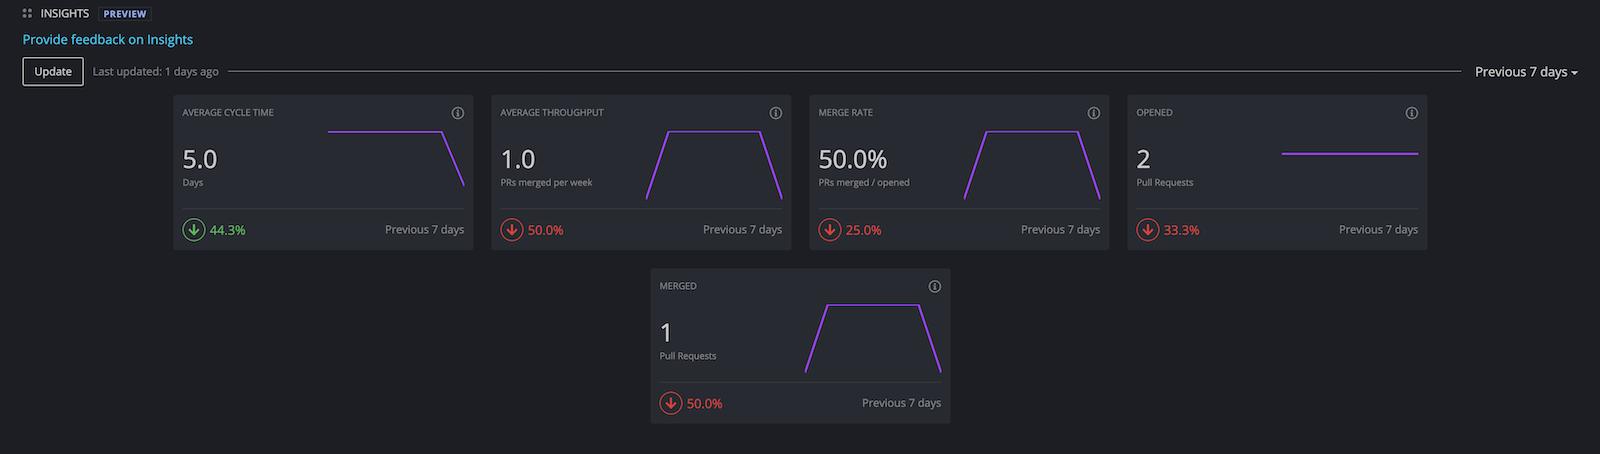 INSIGHTS PREVIEW
Provide feedback on Insights
Update Last updated: 1 days ago Previous 7 days
AVERAGE CYCLE TIME
5.0
Days
44.3% Previous 7 days
AVERAGE THROUGHPUT
1.0
PRs merged per week
50.0% Previous 7 days
MERGE RATE
50.0%
PRs merged / opened
25.0% Previous 7 days
OPENED
2
Pull Requests
33.3% Previous 7 days
MERGED
1
Pull Requests
50.0% Previous 7 days